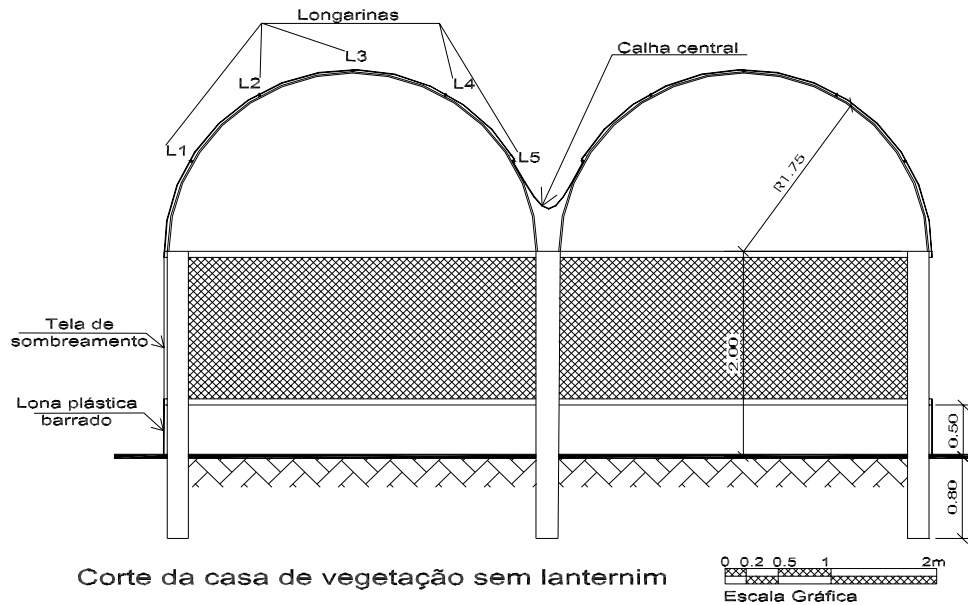 Longarinas
L3
Calha central
L2
L4
L1
L5
R1.75
Tela de
sombreamento
2.00
Lona plástica
barrado
0.50
0.80
Corte da casa de vegetação sem lanternim
0 0.2 0.5 1 2m
Escala Gráfica